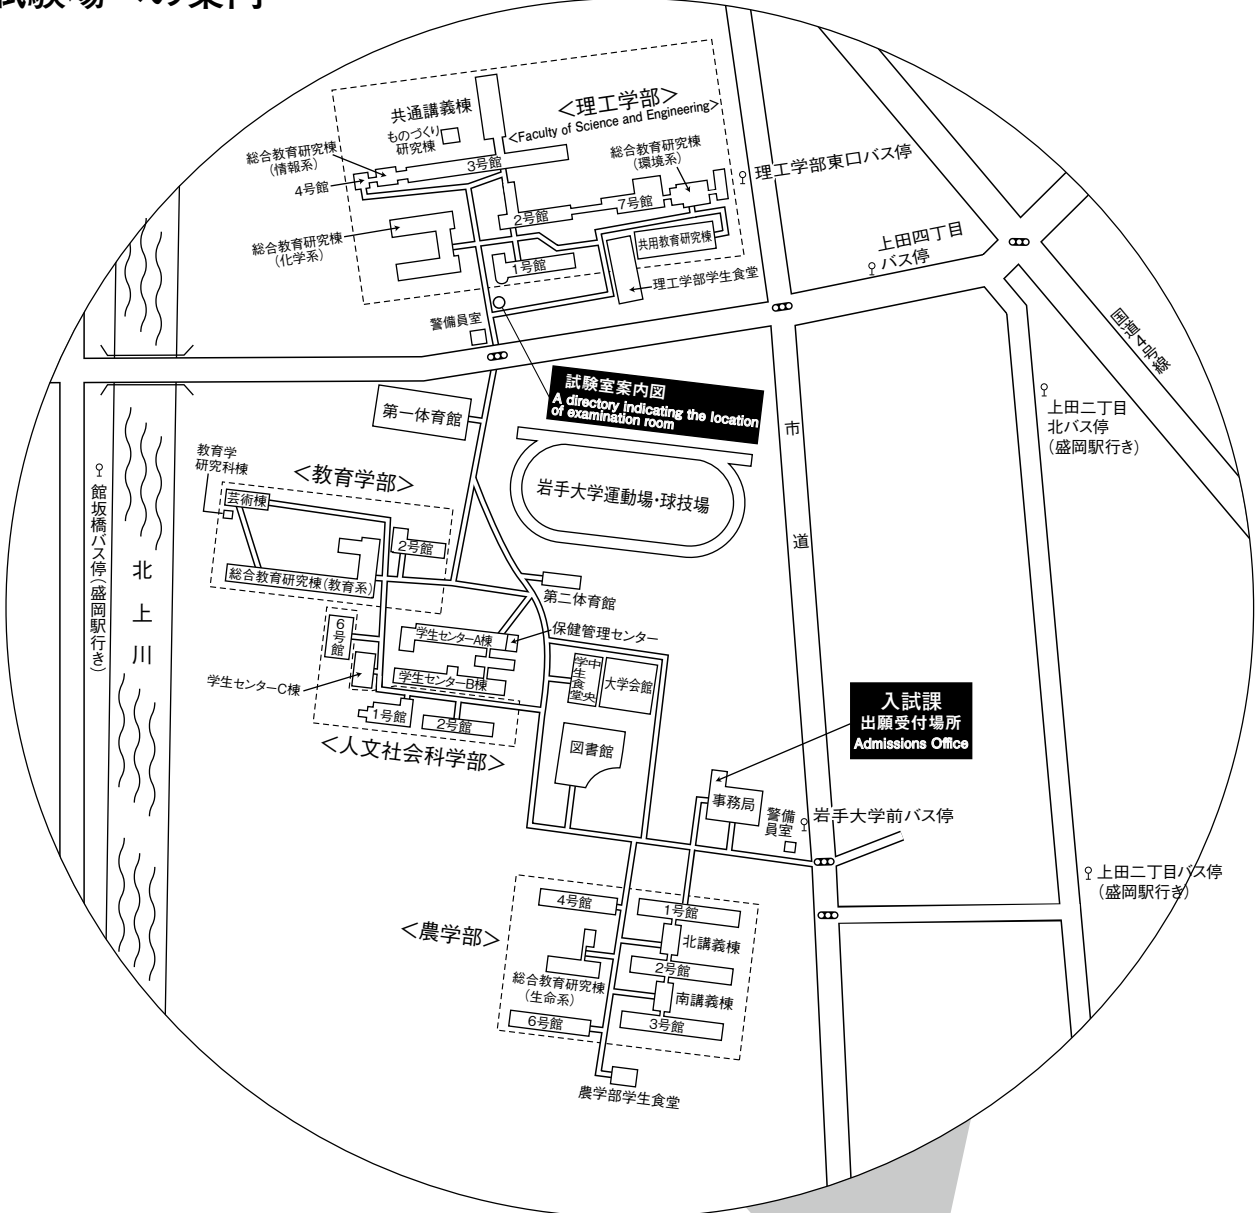 試験場への案内
＜理工学部＞
<Faculty of Science and Engineering>
共通講義棟
ものづくり
研究棟
総合教育研究棟
(情報系)
4号館
3号館
総合教育研究棟
(環境系)
7号館
2号館
総合教育研究棟
(化学系)
1号館
共用教育研究棟
理工学部学生食堂
理工学部東口バス停
上田四丁目
バス停
国道4号線
警備員室
試験室案内図
A directory indicating the location
of examination room
第一体育館
上田二丁目
北バス停
(盛岡駅行き)
市道
岩手大学運動場・球技場
館坂橋バス停(盛岡駅行き)
北上川
教育学
研究科棟
＜教育学部＞
芸術棟
2号館
総合教育研究棟(教育系)
第二体育館
6号館
学生センターA棟
保健管理センター
学生センターC棟
学生センターB棟
中央
学生食堂
大学会館
1号館
2号館
＜人文社会科学部＞
図書館
入試課
出願受付場所
Admissions Office
事務局
警備
員室
岩手大学前バス停
上田二丁目バス停
(盛岡駅行き)
＜農学部＞
4号館
1号館
北講義棟
2号館
総合教育研究棟
(生命系)
南講義棟
6号館
3号館
農学部学生食堂